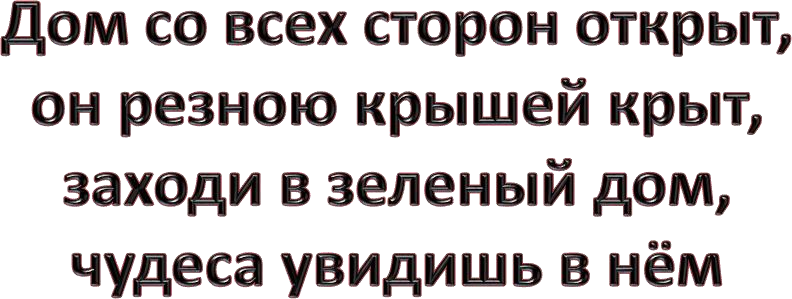 Дом со всех сторон открыт,
он резною крышей крыт,
заходи в зеленый дом,
чудеса увидишь в нём